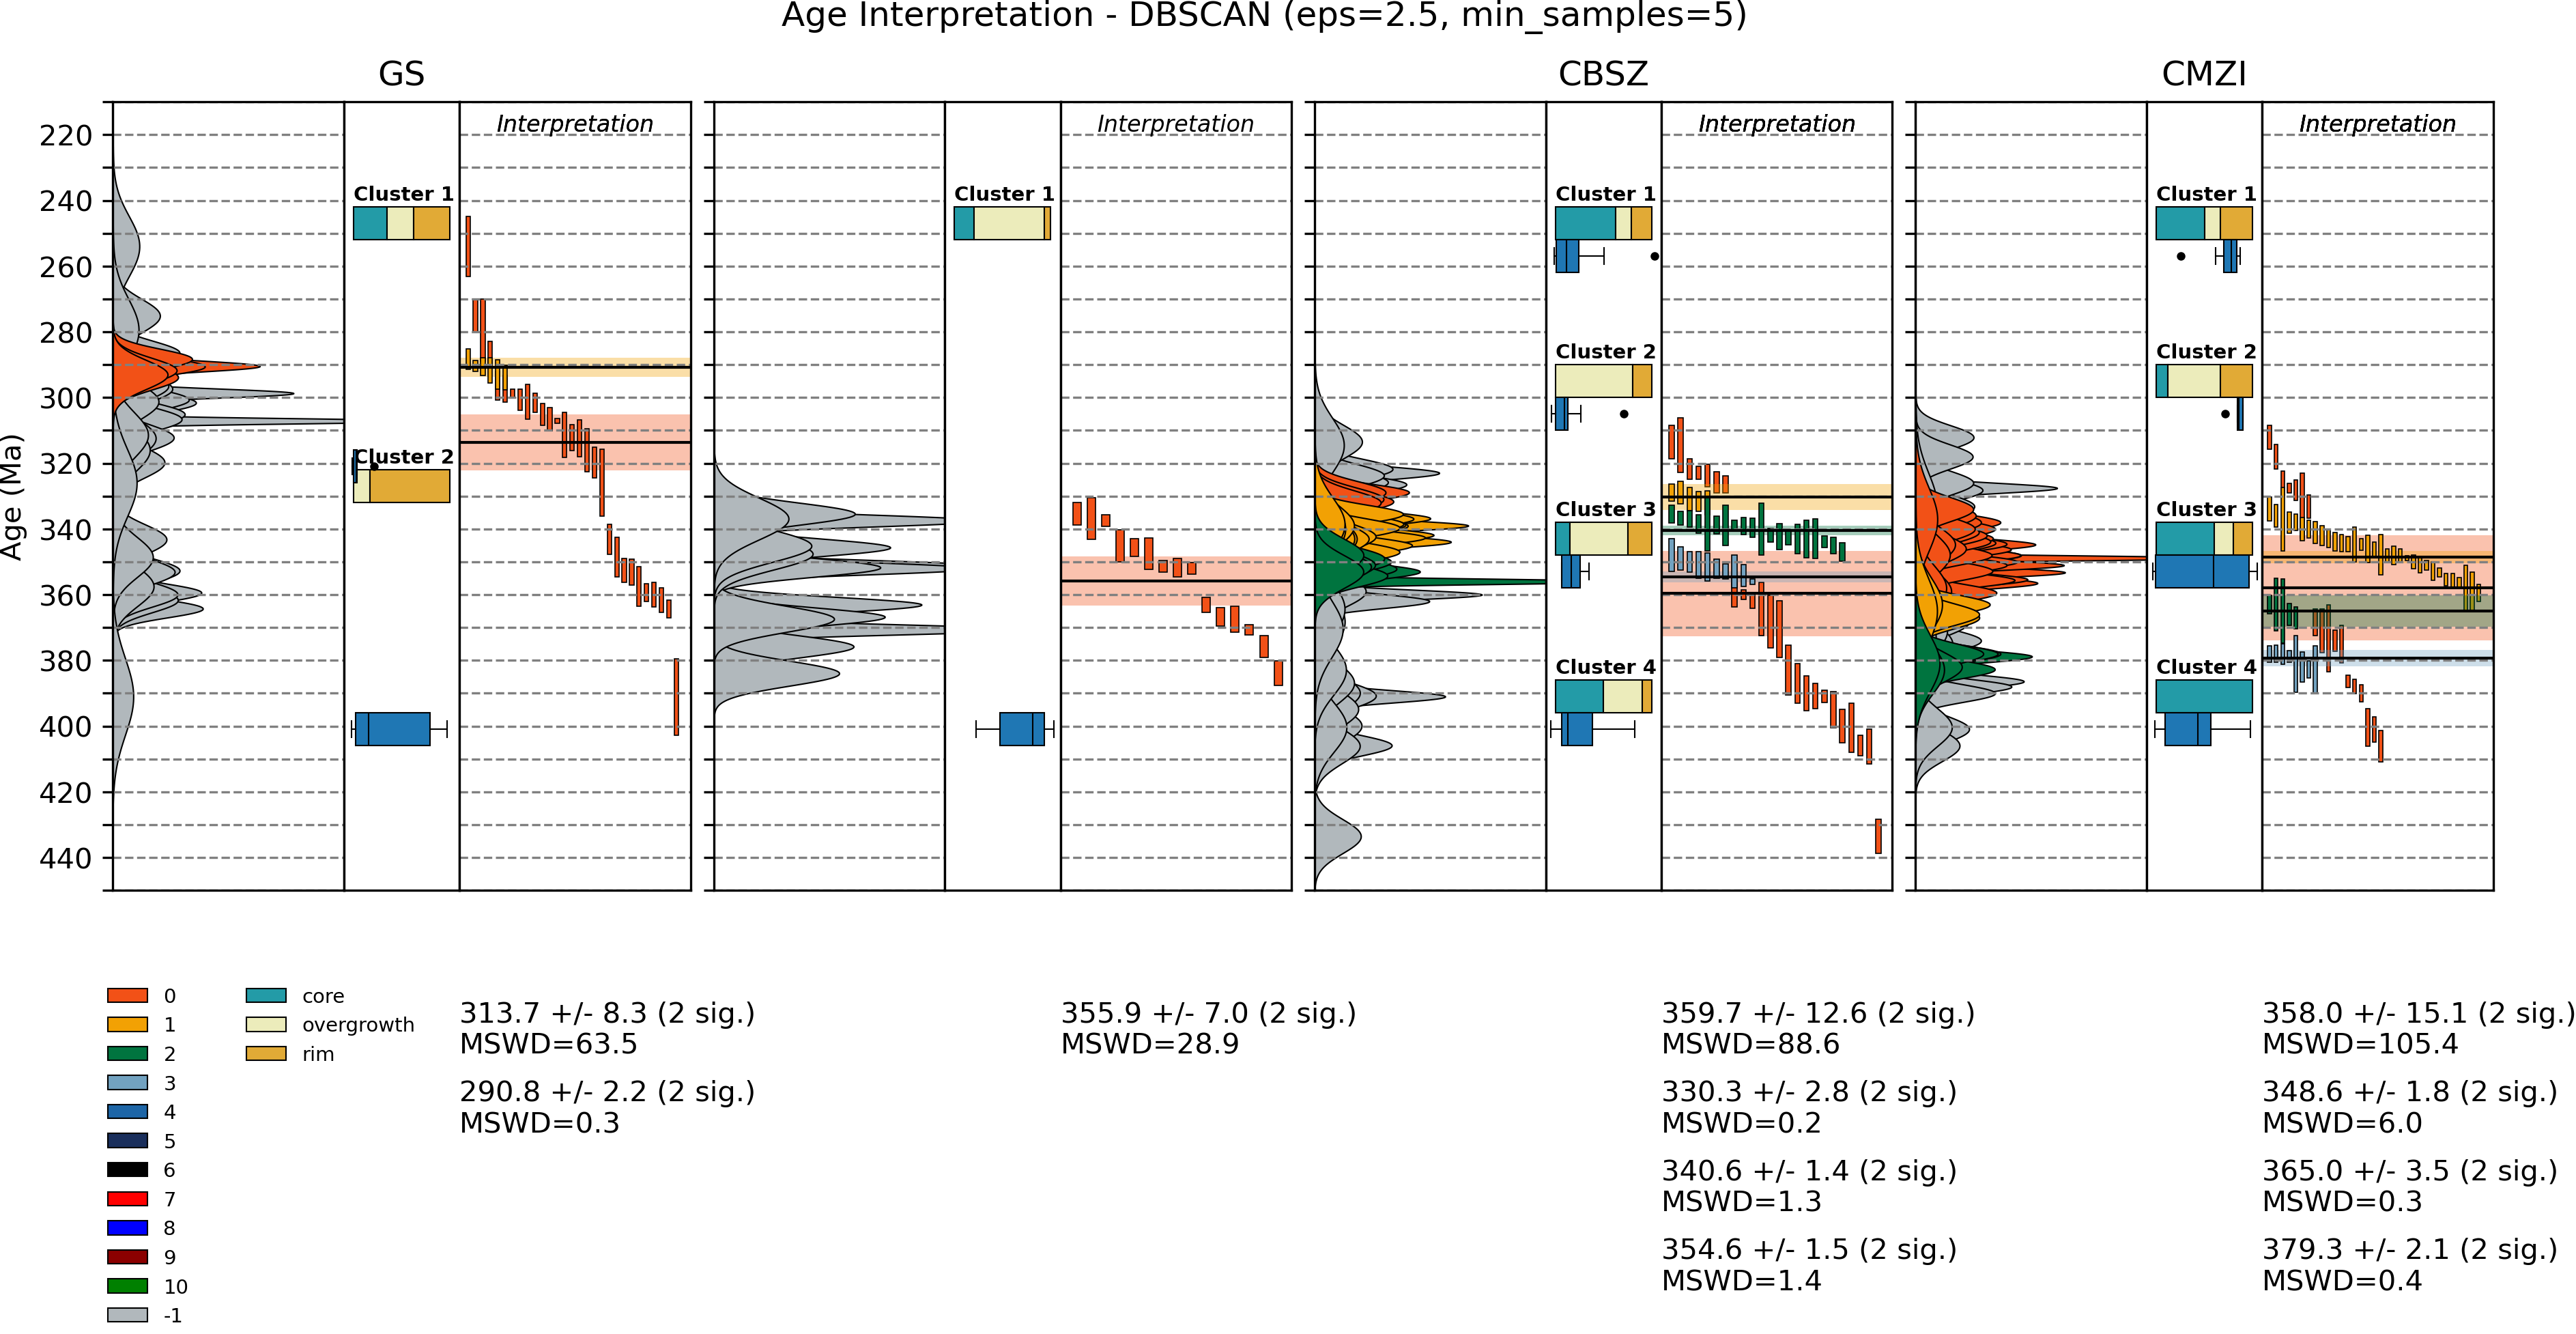 Age Interpretation - DBSCAN (eps=2.5, min_samples=5)
GS
CBSZ
CMZI
Interpretation
Interpretation
Interpretation
Interpretation
Age (Ma)
220
240
260
280
300
320
340
360
380
400
420
440
Cluster 1
Cluster 2
Cluster 1
Cluster 1
Cluster 2
Cluster 3
Cluster 4
Cluster 1
Cluster 2
Cluster 3
Cluster 4
0
1
2
3
4
5
6
7
8
9
10
-1
core
overgrowth
rim
313.7 +/- 8.3 (2 sig.)
MSWD=63.5
290.8 +/- 2.2 (2 sig.)
MSWD=0.3
355.9 +/- 7.0 (2 sig.)
MSWD=28.9
359.7 +/- 12.6 (2 sig.)
MSWD=88.6
330.3 +/- 2.8 (2 sig.)
MSWD=0.2
340.6 +/- 1.4 (2 sig.)
MSWD=1.3
354.6 +/- 1.5 (2 sig.)
MSWD=1.4
358.0 +/- 15.1 (2 sig.)
MSWD=105.4
348.6 +/- 1.8 (2 sig.)
MSWD=6.0
365.0 +/- 3.5 (2 sig.)
MSWD=0.3
379.3 +/- 2.1 (2 sig.)
MSWD=0.4